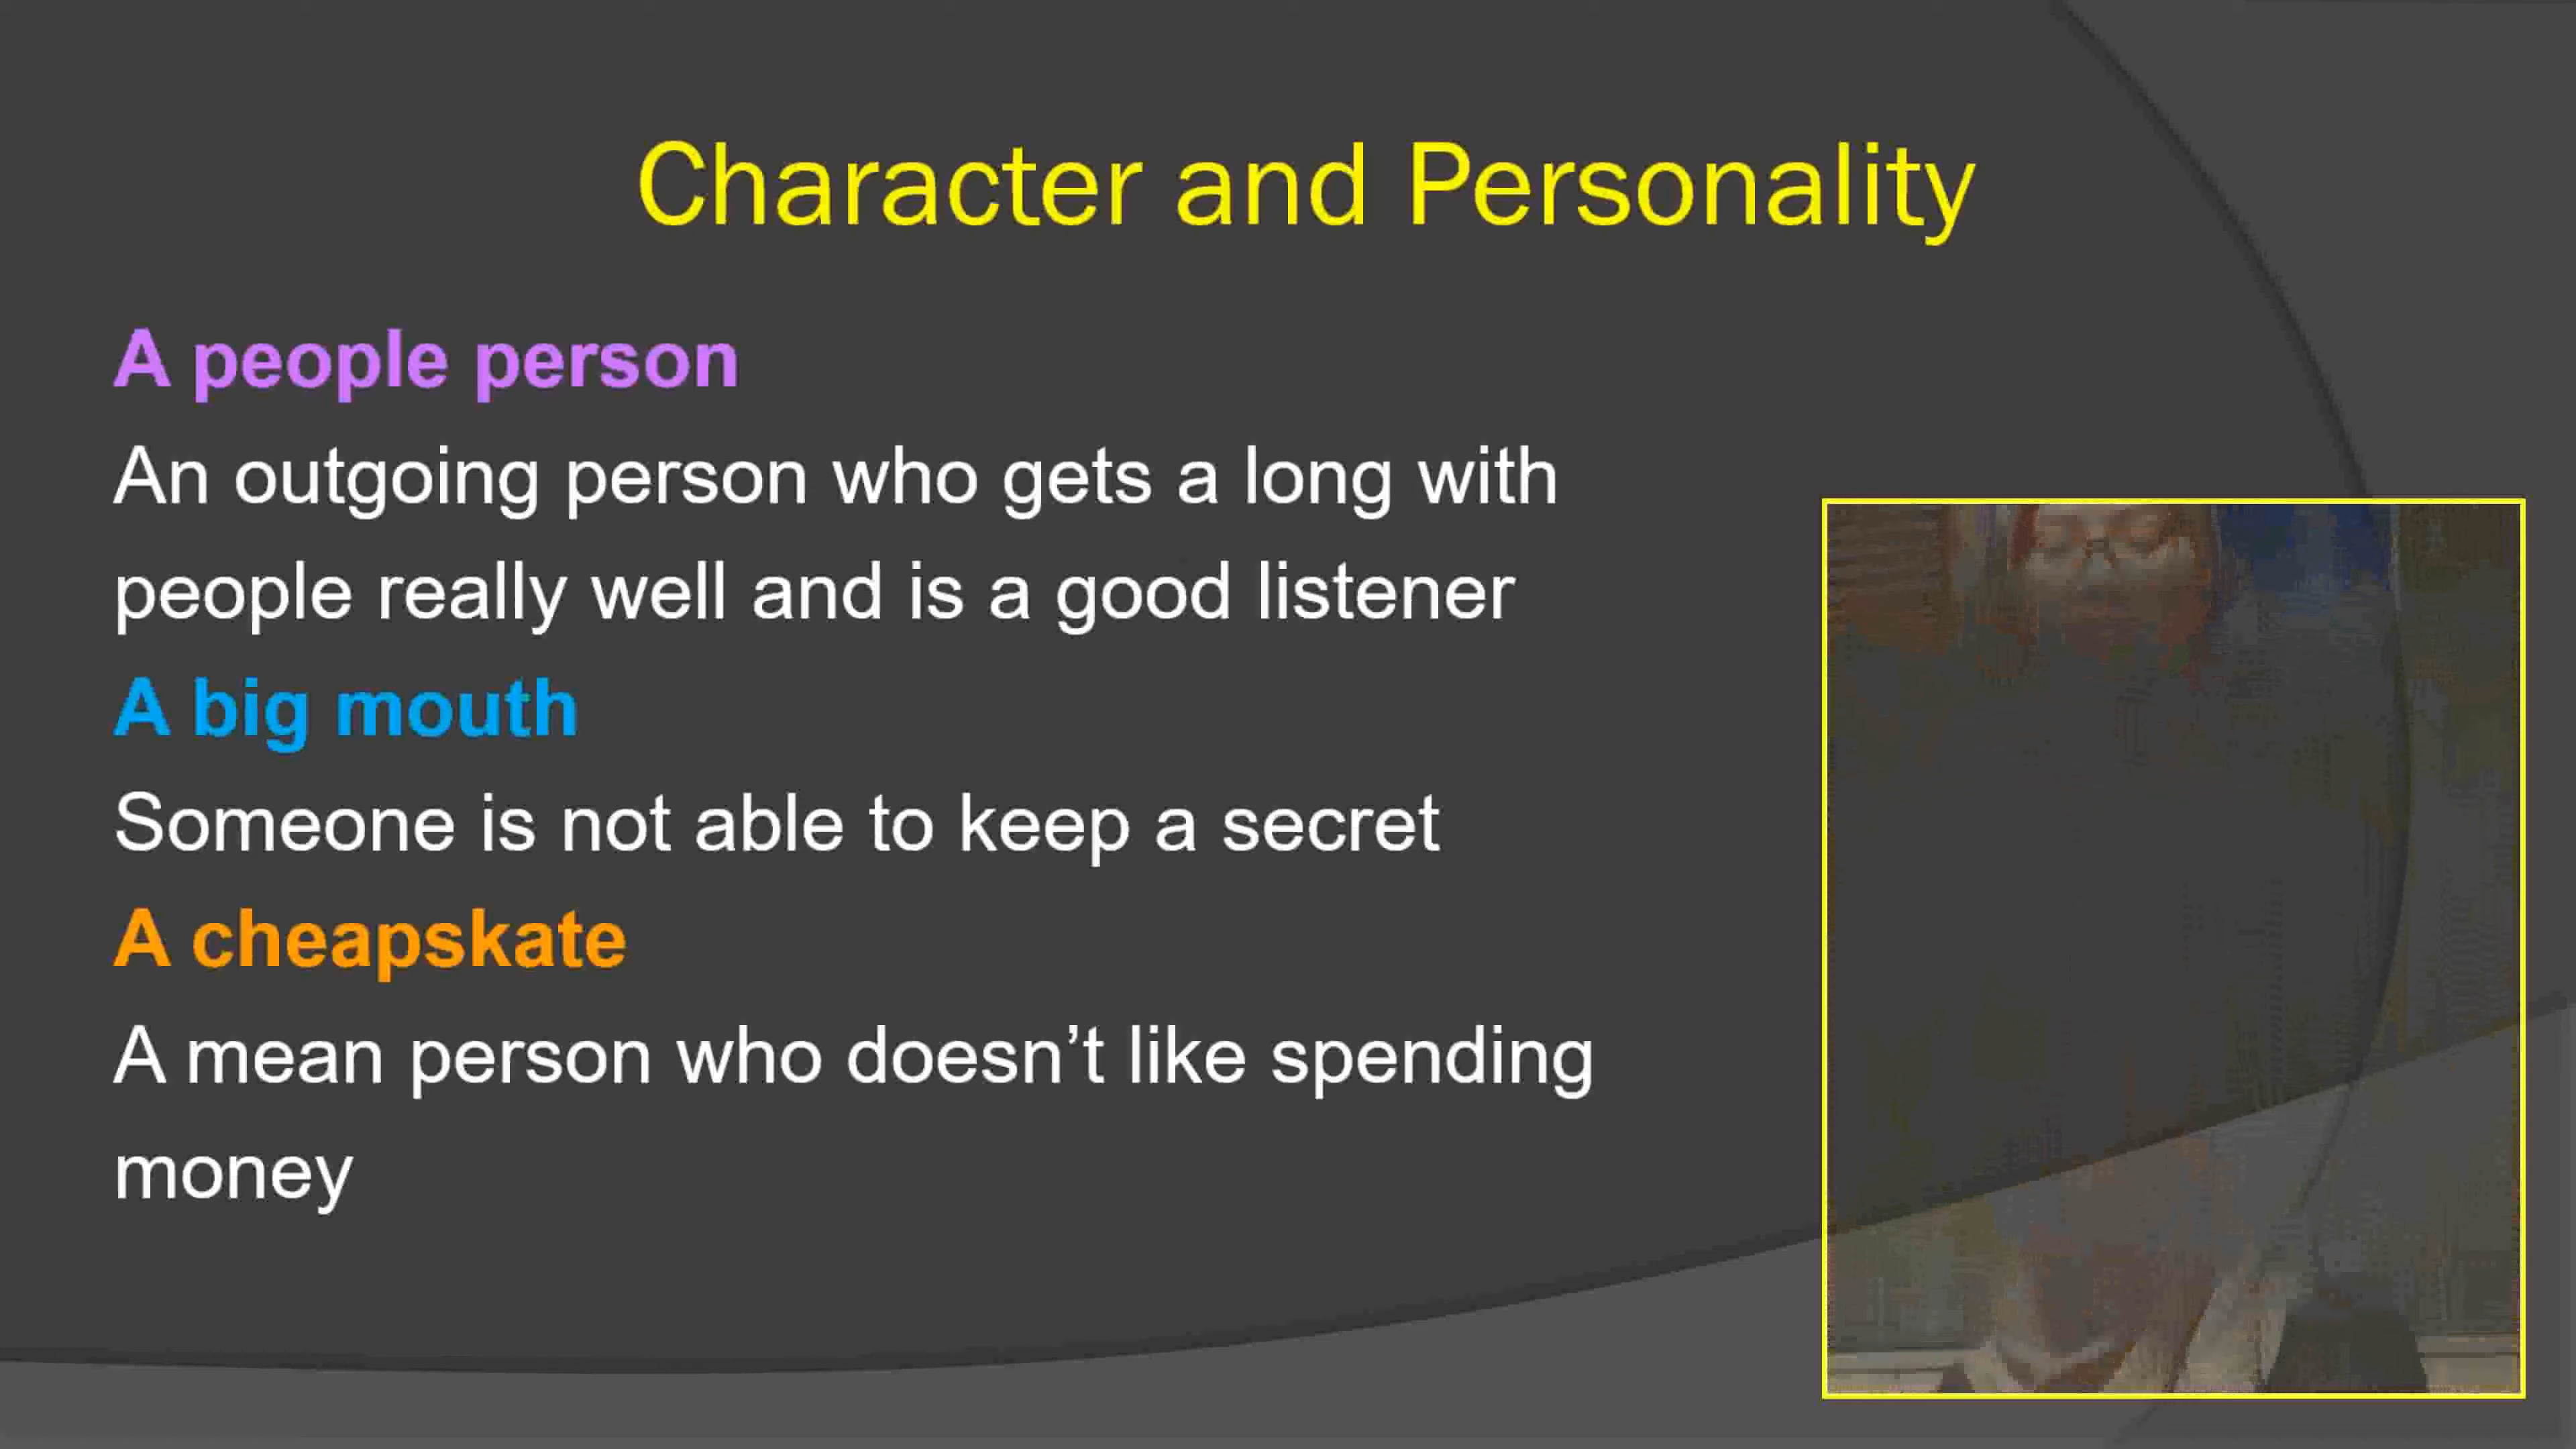 Character and Personality
A people person
An outgoing person who gets a long with
people really well and is a good listener
A big mouth
Someone is not able to keep a secret
A cheapskate
A mean person who doesn’t like spending
money